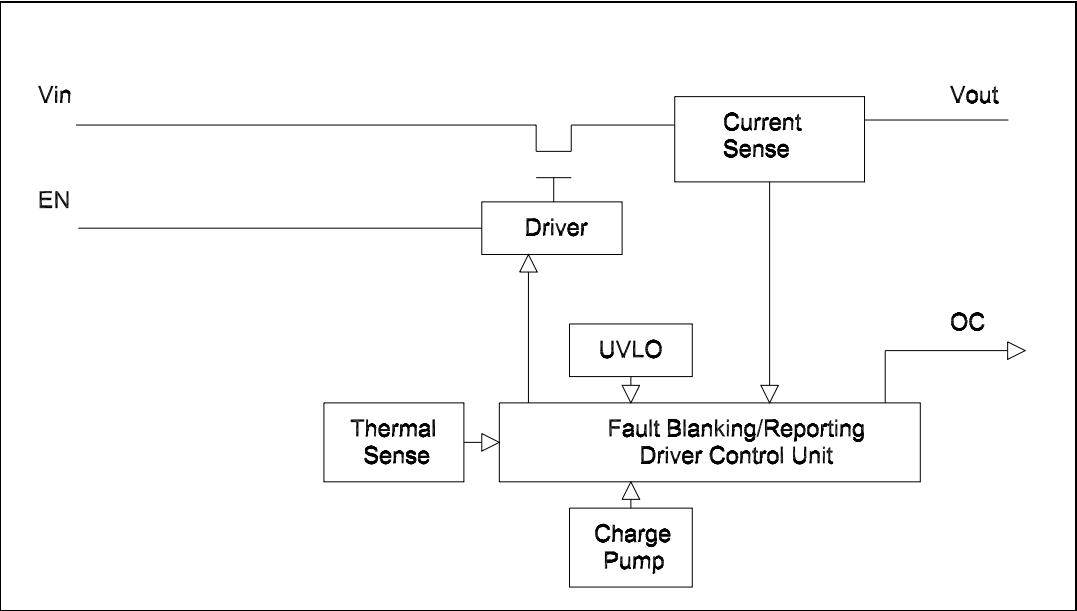 Vin
Vout
Current
Sense
EN
Driver
OC
UVLO
Thermal
Sense
Fault Blanking/Reporting
Driver Control Unit
Charge
Pump